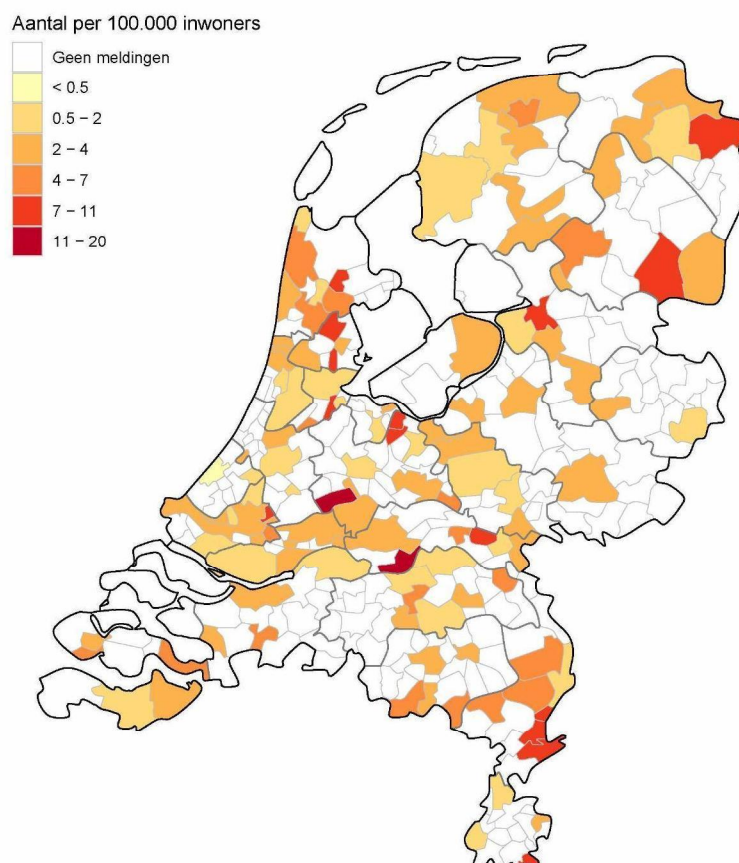 Aantal per 100.000 inwoners
Geen meldingen
< 0.5
0.5 – 2
2 – 4
4 – 7
7 – 11
11 – 20